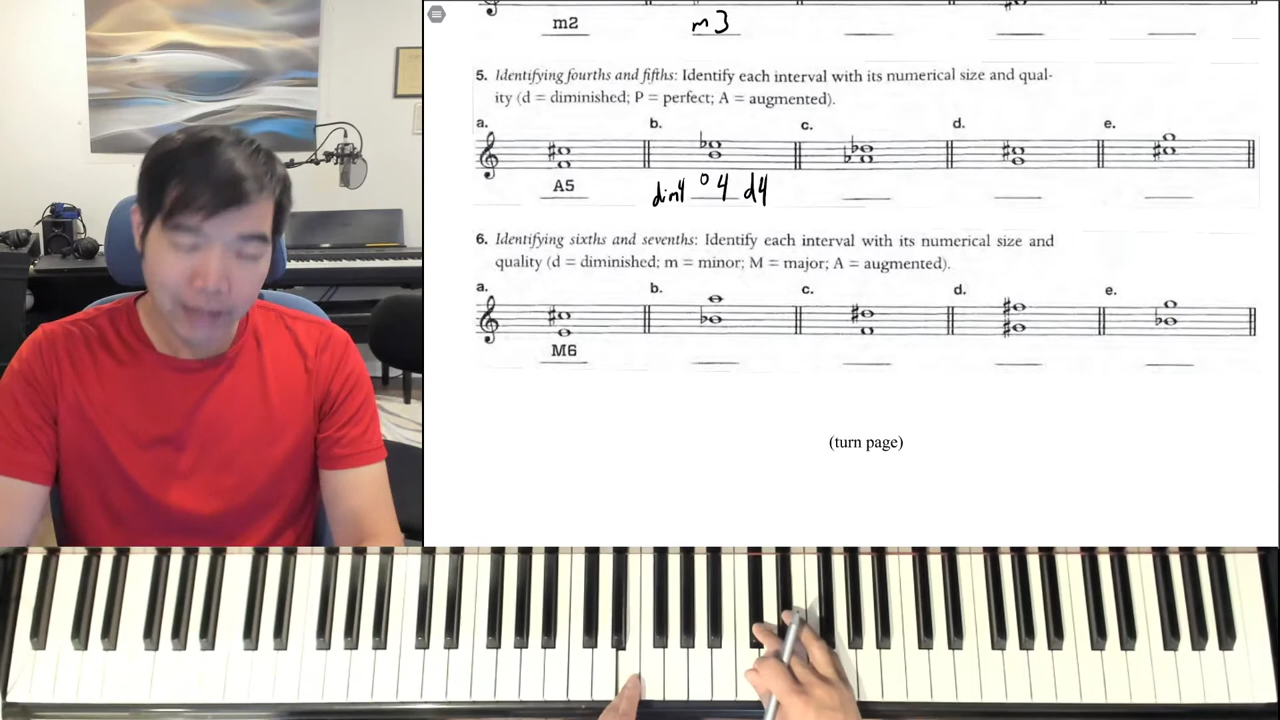 m2 m 3
5. Identifying fourths and fifths: Identify each interval with its numerical size and qual-
ity (d = diminished; P = perfect; A = augmented).
a. b. c. d. e.
A5 dim4 o 4 d4
6. Identifying sixths and sevenths: Identify each interval with its numerical size and
quality (d = diminished; m = minor; M = major; A = augmented).
a. b. c. d. e.
M6
(turn page)